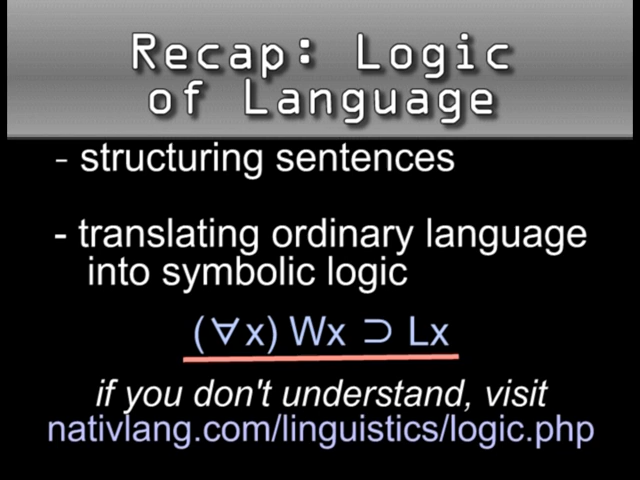 Recap: Logic
of Language
- structuring sentences
- translating ordinary language
into symbolic logic
(∀x) Wx ⊃ Lx
if you don't understand, visit
nativlang.com/linguistics/logic.php